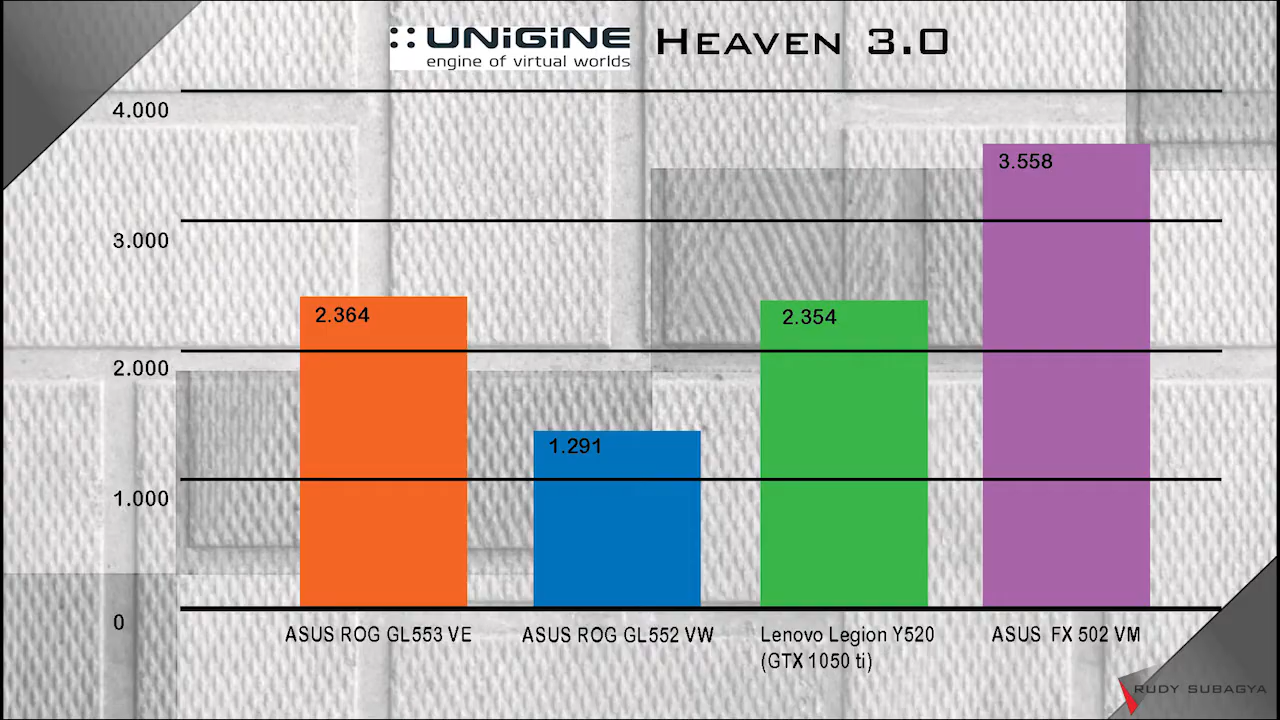 UNiGiNE HEAVEN 3.0
engine of virtual worlds
4.000
3.558
3.000
2.364
2.354
2.000
1.291
1.000
0
ASUS ROG GL553 VE
ASUS ROG GL552 VW
Lenovo Legion Y520
(GTX 1050 ti)
ASUS FX 502 VM
RUDY SUBAGYA